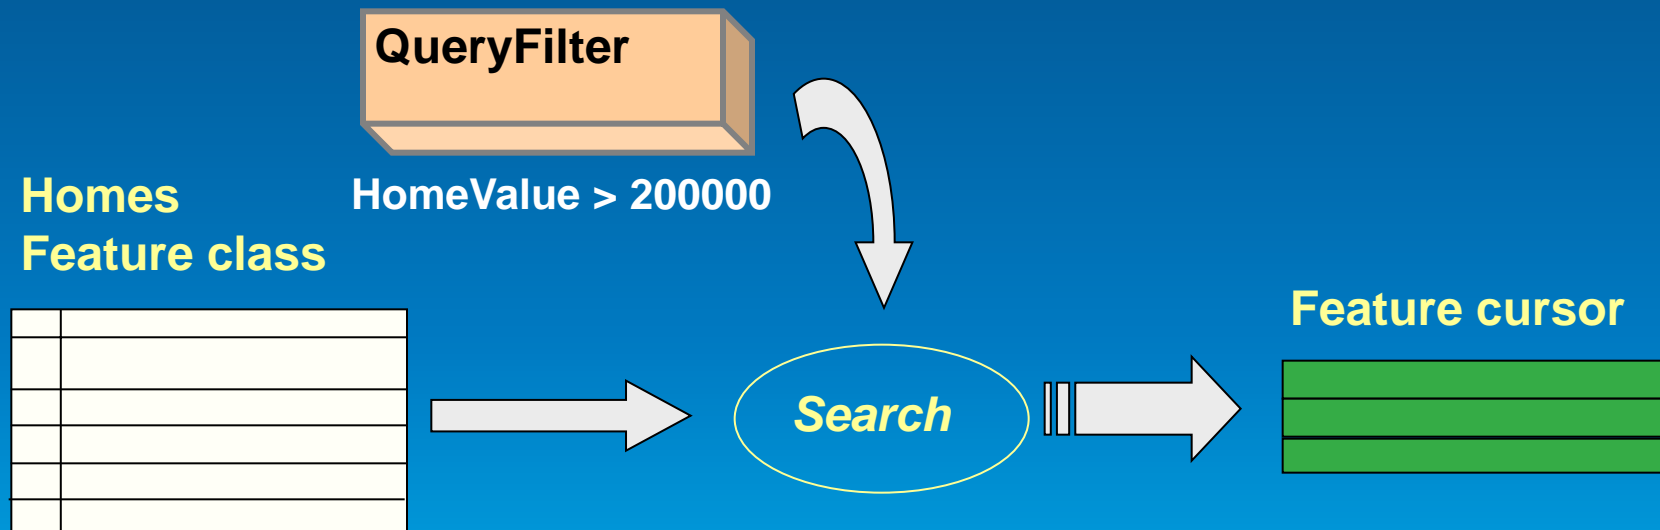 QueryFilter
HomeValue > 200000
Homes
Feature class
Search
Feature cursor